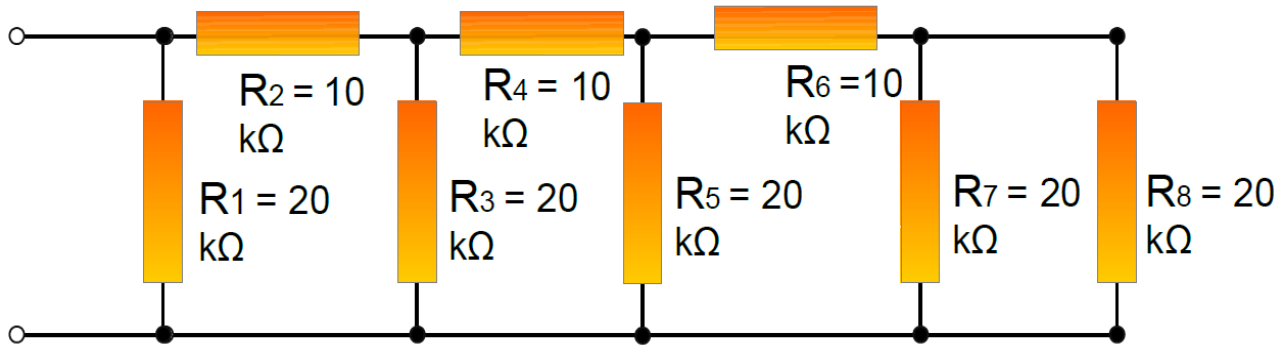 R2 = 10
kΩ
R4 = 10
kΩ
R6 =10
kΩ
R1 = 20
kΩ
R3 = 20
kΩ
R5 = 20
kΩ
R7 = 20
kΩ
R8 = 20
kΩ